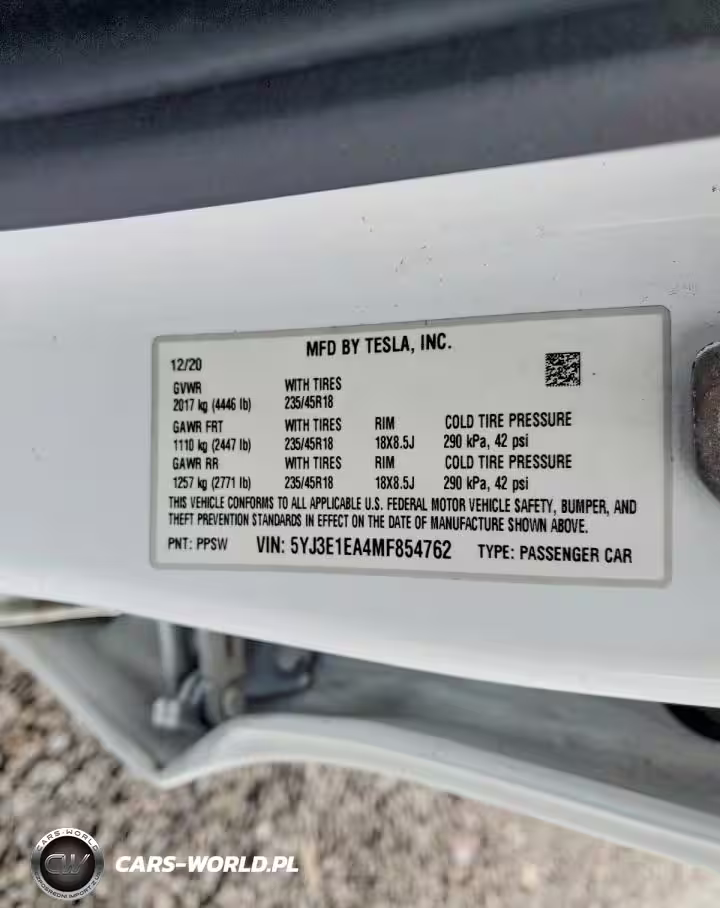 MFD BY TESLA, INC.
12/20
GVWR WITH TIRES
2017 kg (4446 lb) 235/45R18
GAWR FRT WITH TIRES RIM COLD TIRE PRESSURE
1110 kg (2447 lb) 235/45R18 18X8.5J 290 kPa, 42 psi
GAWR RR WITH TIRES RIM COLD TIRE PRESSURE
1257 kg (2771 lb) 235/45R18 18X8.5J 290 kPa, 42 psi
THIS VEHICLE CONFORMS TO ALL APPLICABLE U.S. FEDERAL MOTOR VEHICLE SAFETY, BUMPER, AND
THEFT PREVENTION STANDARDS IN EFFECT ON THE DATE OF MANUFACTURE SHOWN ABOVE.
PNT: PPSW VIN: 5YJ3E1EA4MF854762 TYPE: PASSENGER CAR
CARS-WORLD
CW
CARS-WORLD.PL